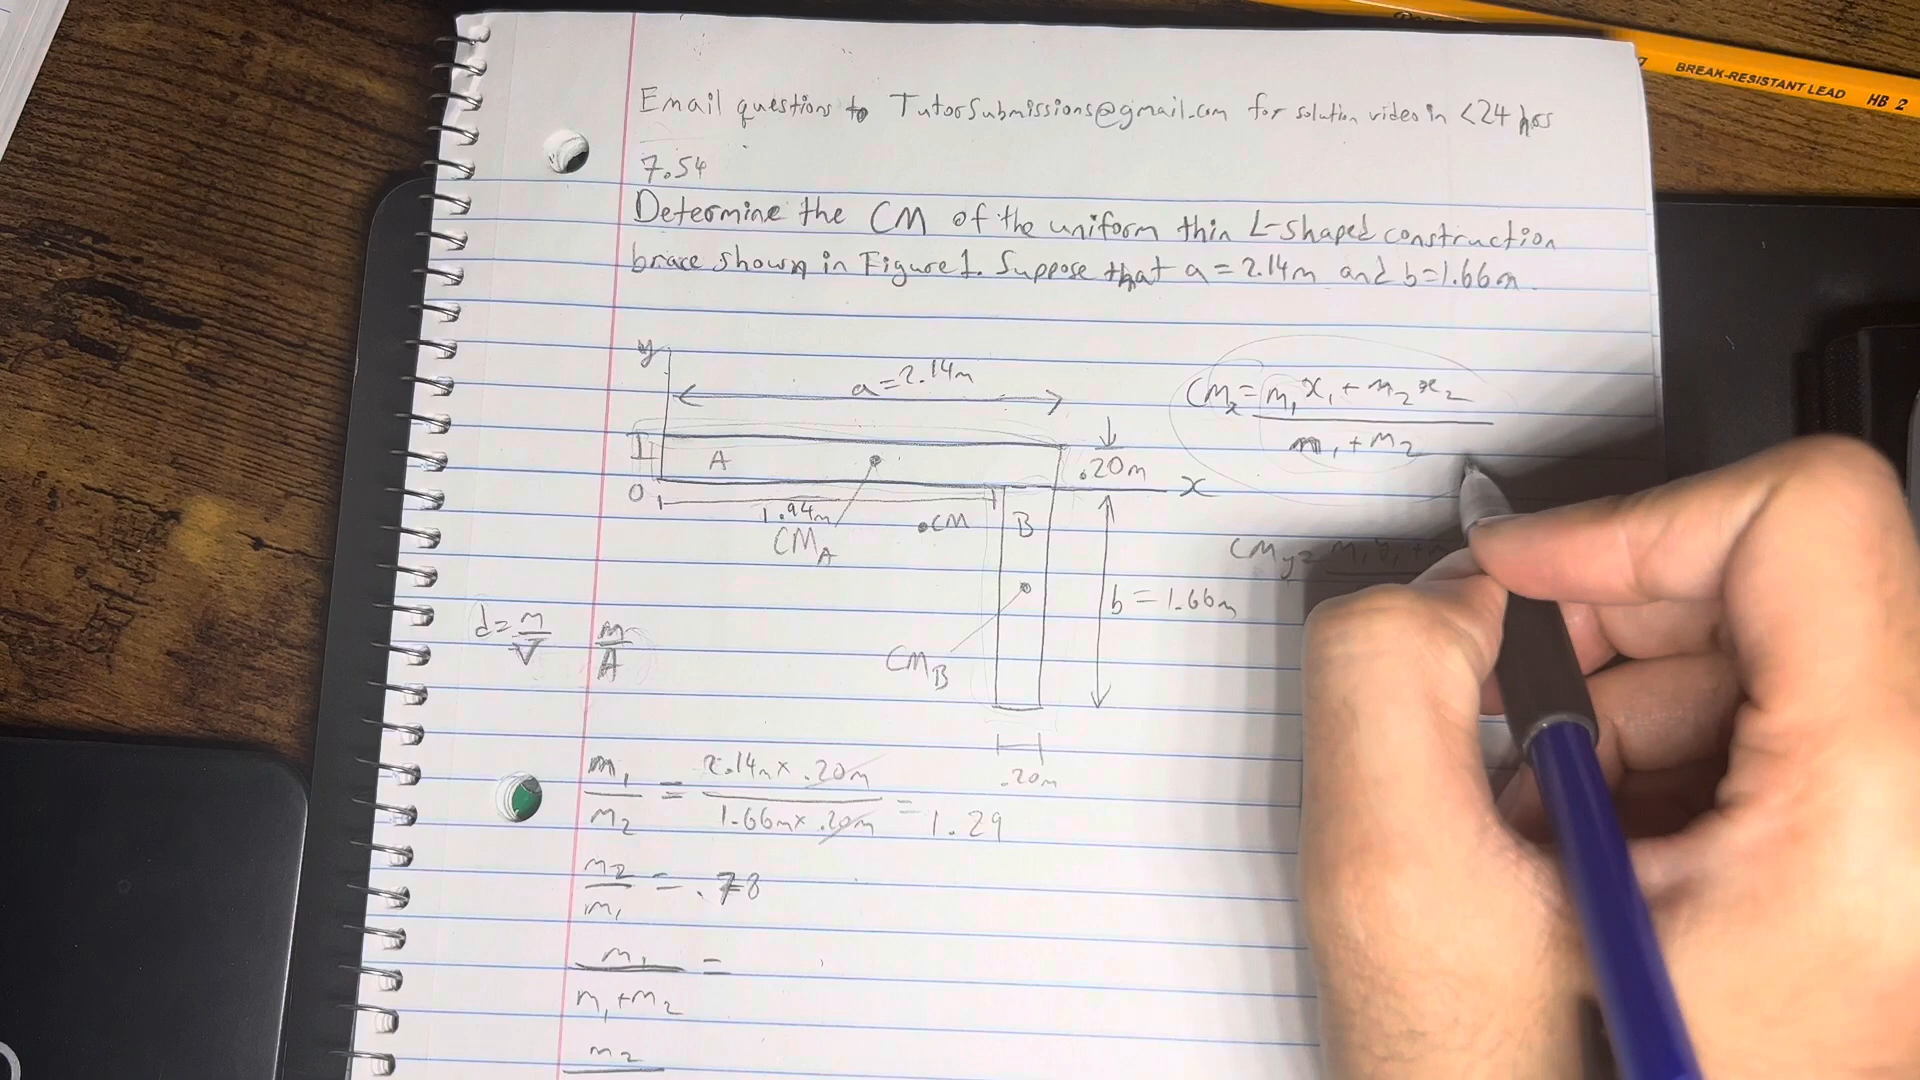 BREAK-RESISTANT LEAD HB 2
Email questions to TutorSubmissions@gmail.com for solution video in <24 hrs
7.54
Determine the CM of the uniform thin L-shaped construction
brace shown in Figure 1. Suppose that a = 2.14m and b=1.66m.
y
a=2.14m
CMx = m1x1 + m2x2
m1 + m2
A
.20m
O
x
1.94m
.CM
B
CMA
CMy= m1y1 +
b = 1.66m
d = m/V
m/A
CMB
.20m
m1/m2 = 2.14m x .20m / 1.66m x .20m = 1.29
m2/m1 = .78
m1 =
m1 + m2
m2